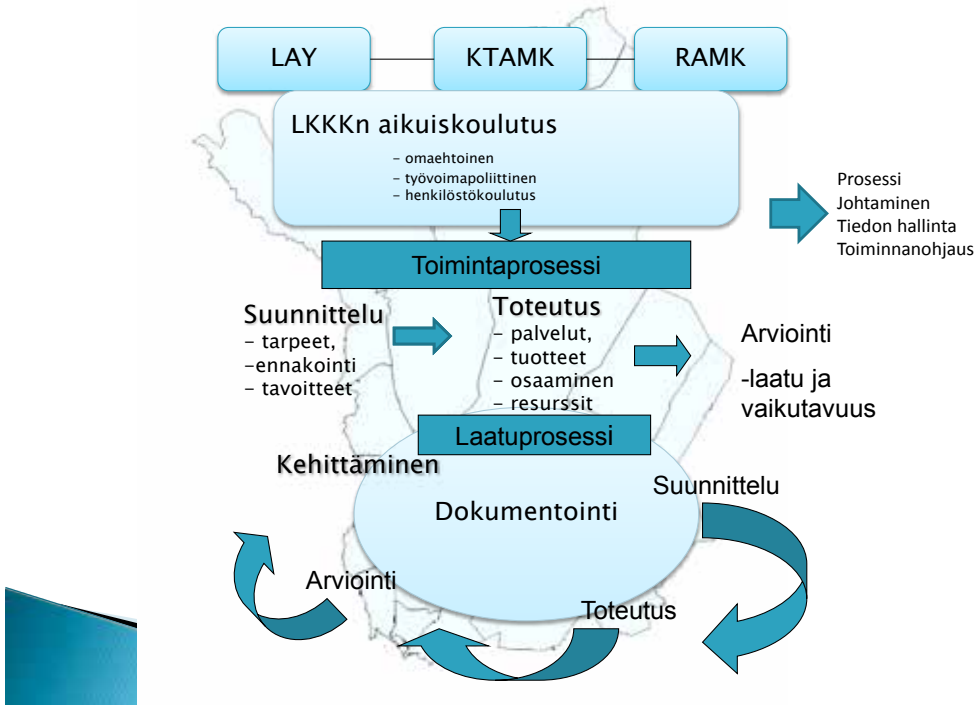 LAY
KTAMK
RAMK
LKKKn aikuiskoulutus
- omaehtoinen
- työvoimapoliittinen
- henkilöstökoulutus
Prosessi
Johtaminen
Tiedon hallinta
Toiminnanohjaus
Toimintaprosessi
Suunnittelu
- tarpeet,
-ennakointi
- tavoitteet
Toteutus
- palvelut,
- tuotteet
- osaaminen
- resurssit
Arviointi
-laatu ja
vaikutavuus
Laatuprosessi
Kehittäminen
Dokumentointi
Suunnittelu
Arviointi
Toteutus